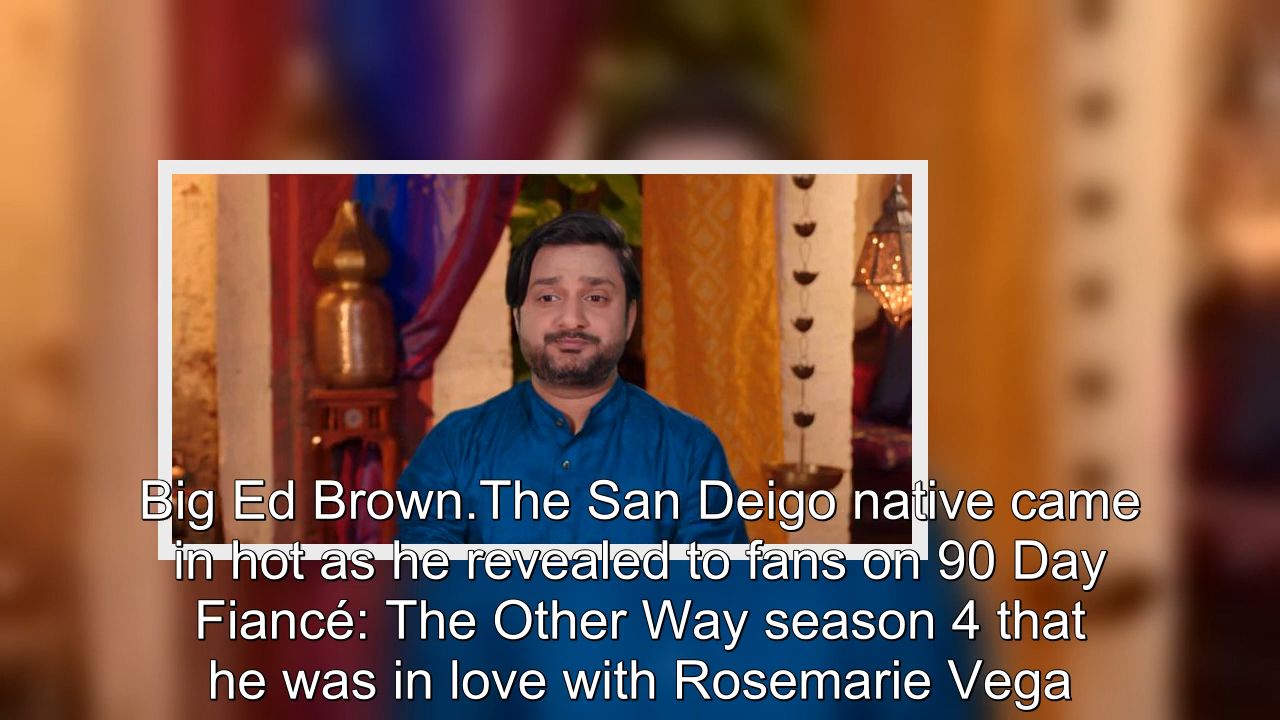 Big Ed Brown.The San Deigo native came
in hot as he revealed to fans on 90 Day
Fiancé: The Other Way season 4 that
he was in love with Rosemarie Vega